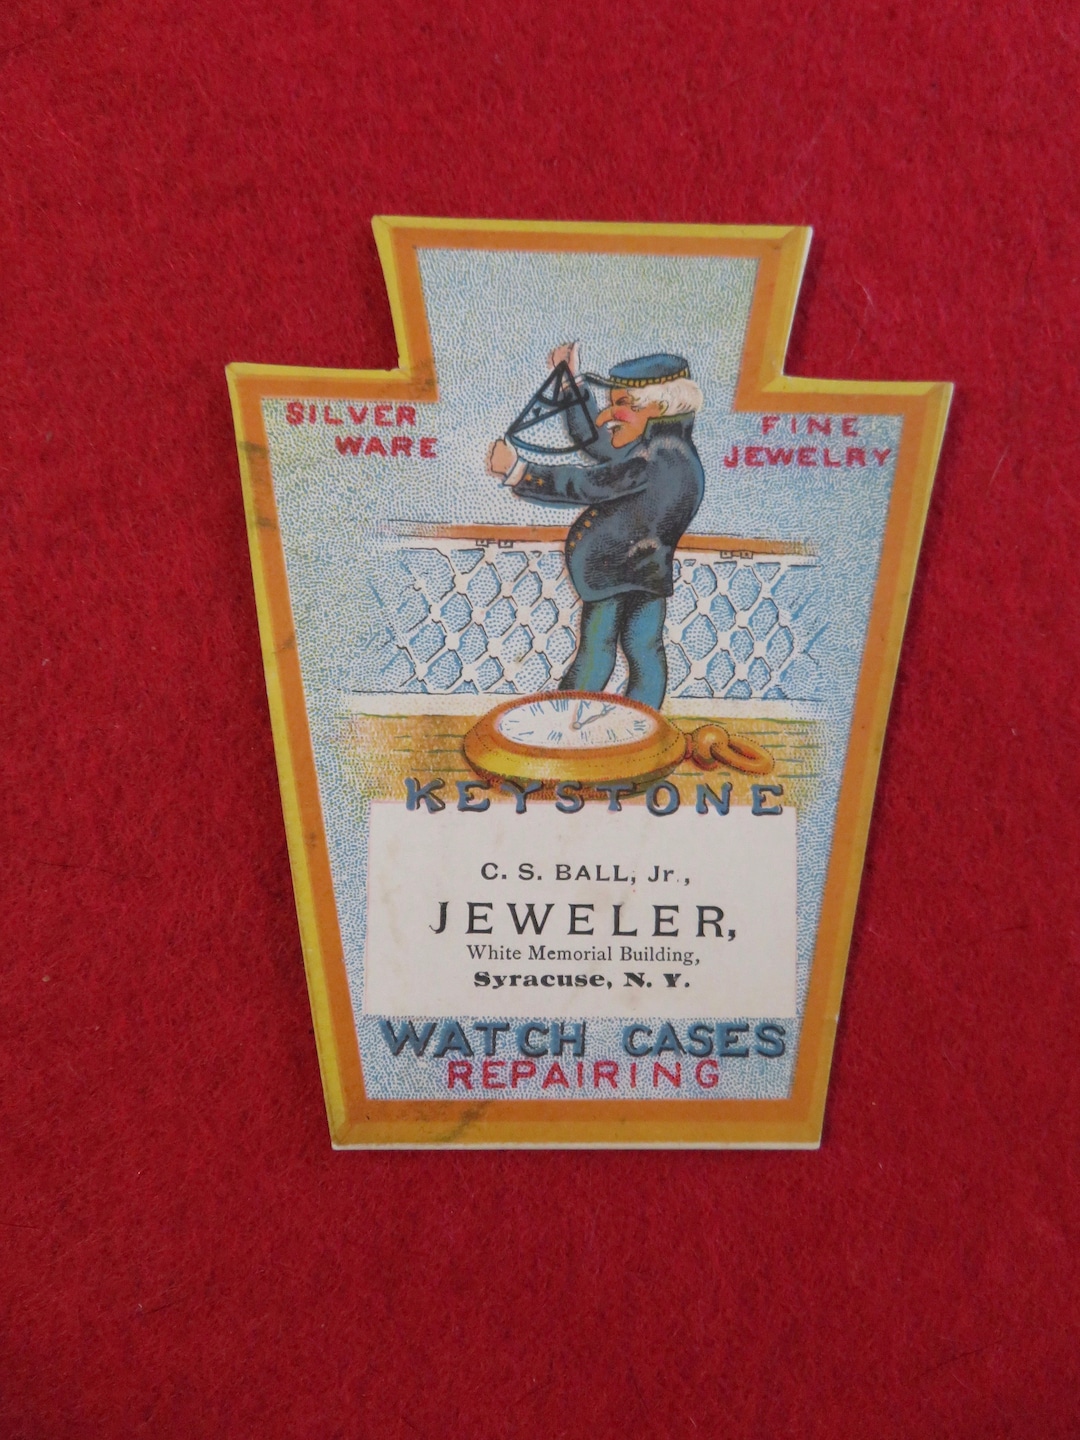 SILVER
WARE
FINE
JEWELRY
KEYSTONE
C. S. BALL, Jr.,
JEWELER,
White Memorial Building,
Syracuse, N. Y.
WATCH CASES
REPAIRING